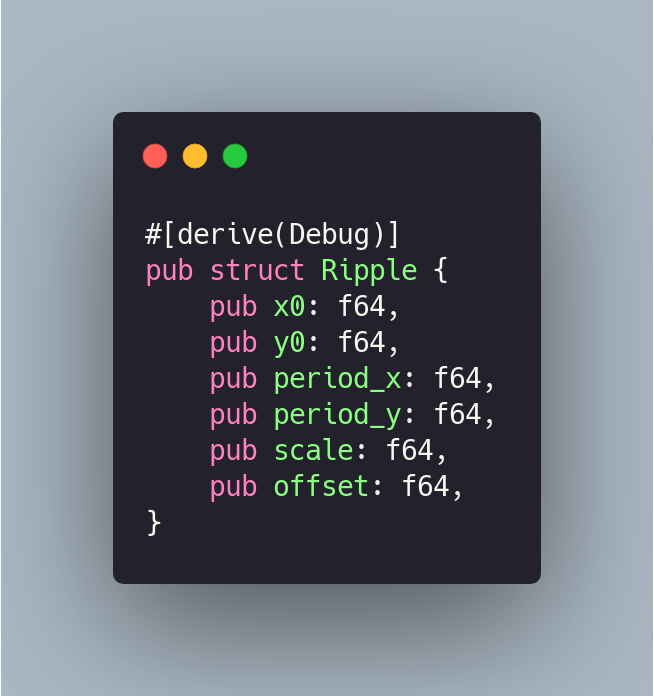 #[derive(Debug)]
pub struct Ripple {
    pub x0: f64,
    pub y0: f64,
    pub period_x: f64,
    pub period_y: f64,
    pub scale: f64,
    pub offset: f64,
}